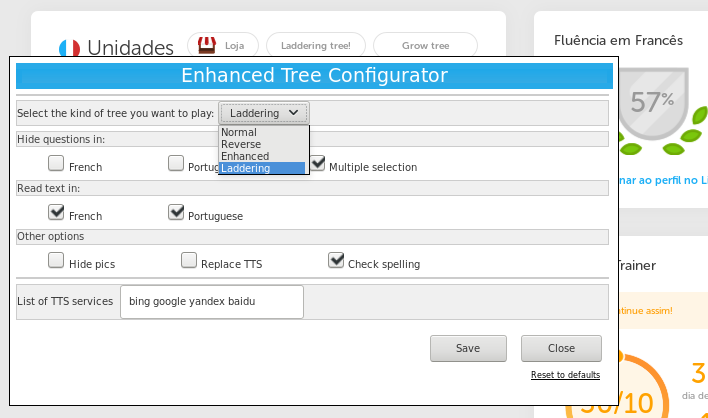 Unidades
Loja
Laddering tree!
Grow tree
Fluência em Francês
57%
nar ao perfil no L
Trainer
ntinue assim!
50/10
3
dia de
Enhanced Tree Configurator
Select the kind of tree you want to play: Laddering
Normal
Reverse
Enhanced
Laddering
Hide questions in:
French
Portug
Multiple selection
Read text in:
French
Portuguese
Other options
Hide pics
Replace TTS
Check spelling
List of TTS services
bing google yandex baidu
Save
Close
Reset to defaults